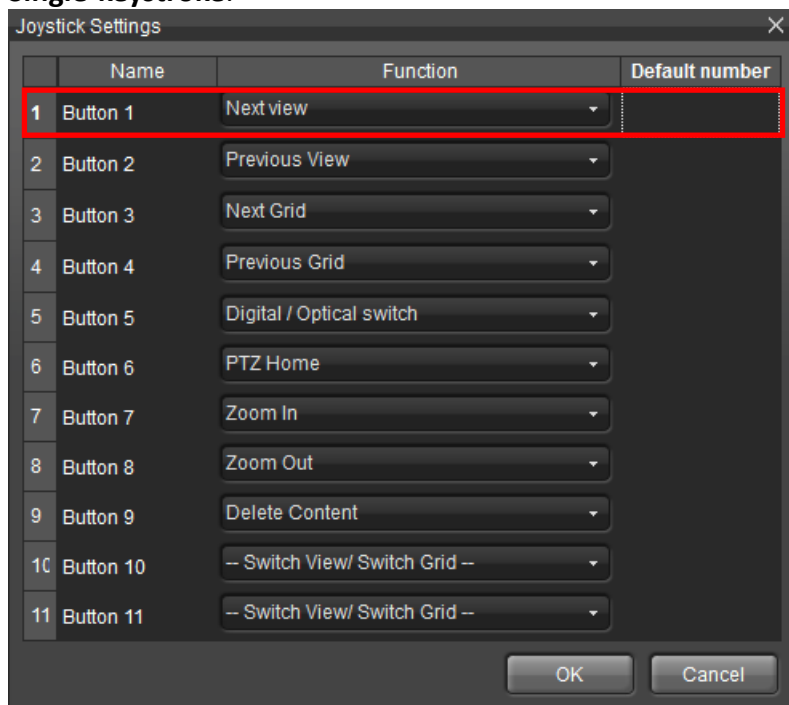 single keystroke.
Joystick Settings
Name Function Default number
1 Button 1 Next view
2 Button 2 Previous View
3 Button 3 Next Grid
4 Button 4 Previous Grid
5 Button 5 Digital / Optical switch
6 Button 6 PTZ Home
7 Button 7 Zoom In
8 Button 8 Zoom Out
9 Button 9 Delete Content
10 Button 10 -- Switch View/ Switch Grid --
11 Button 11 -- Switch View/ Switch Grid --
OK Cancel